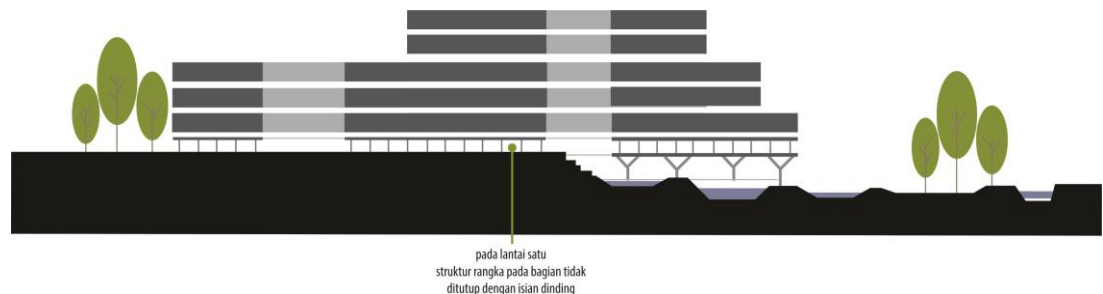 pada lantai satu
struktur rangka pada bagian tidak
ditutup dengan isian dinding